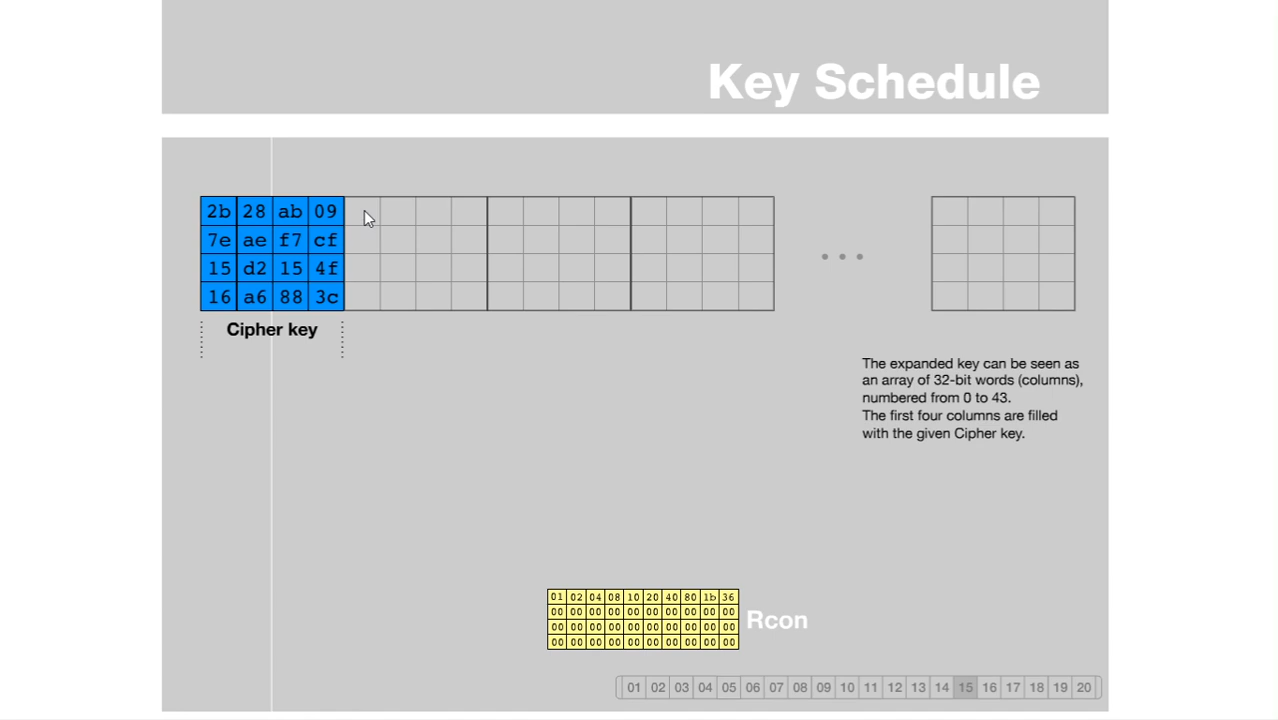 Key Schedule
2b 28 ab 09
7e ae f7 cf
15 d2 15 4f
16 a6 88 3c
Cipher key
The expanded key can be seen as
an array of 32-bit words (columns),
numbered from 0 to 43.
The first four columns are filled
with the given Cipher key.
01 02 04 08 10 20 40 80 1b 36
00 00 00 00 00 00 00 00 00 00
00 00 00 00 00 00 00 00 00 00
00 00 00 00 00 00 00 00 00 00
Rcon
01 02 03 04 05 06 07 08 09 10 11 12 13 14 15 16 17 18 19 20